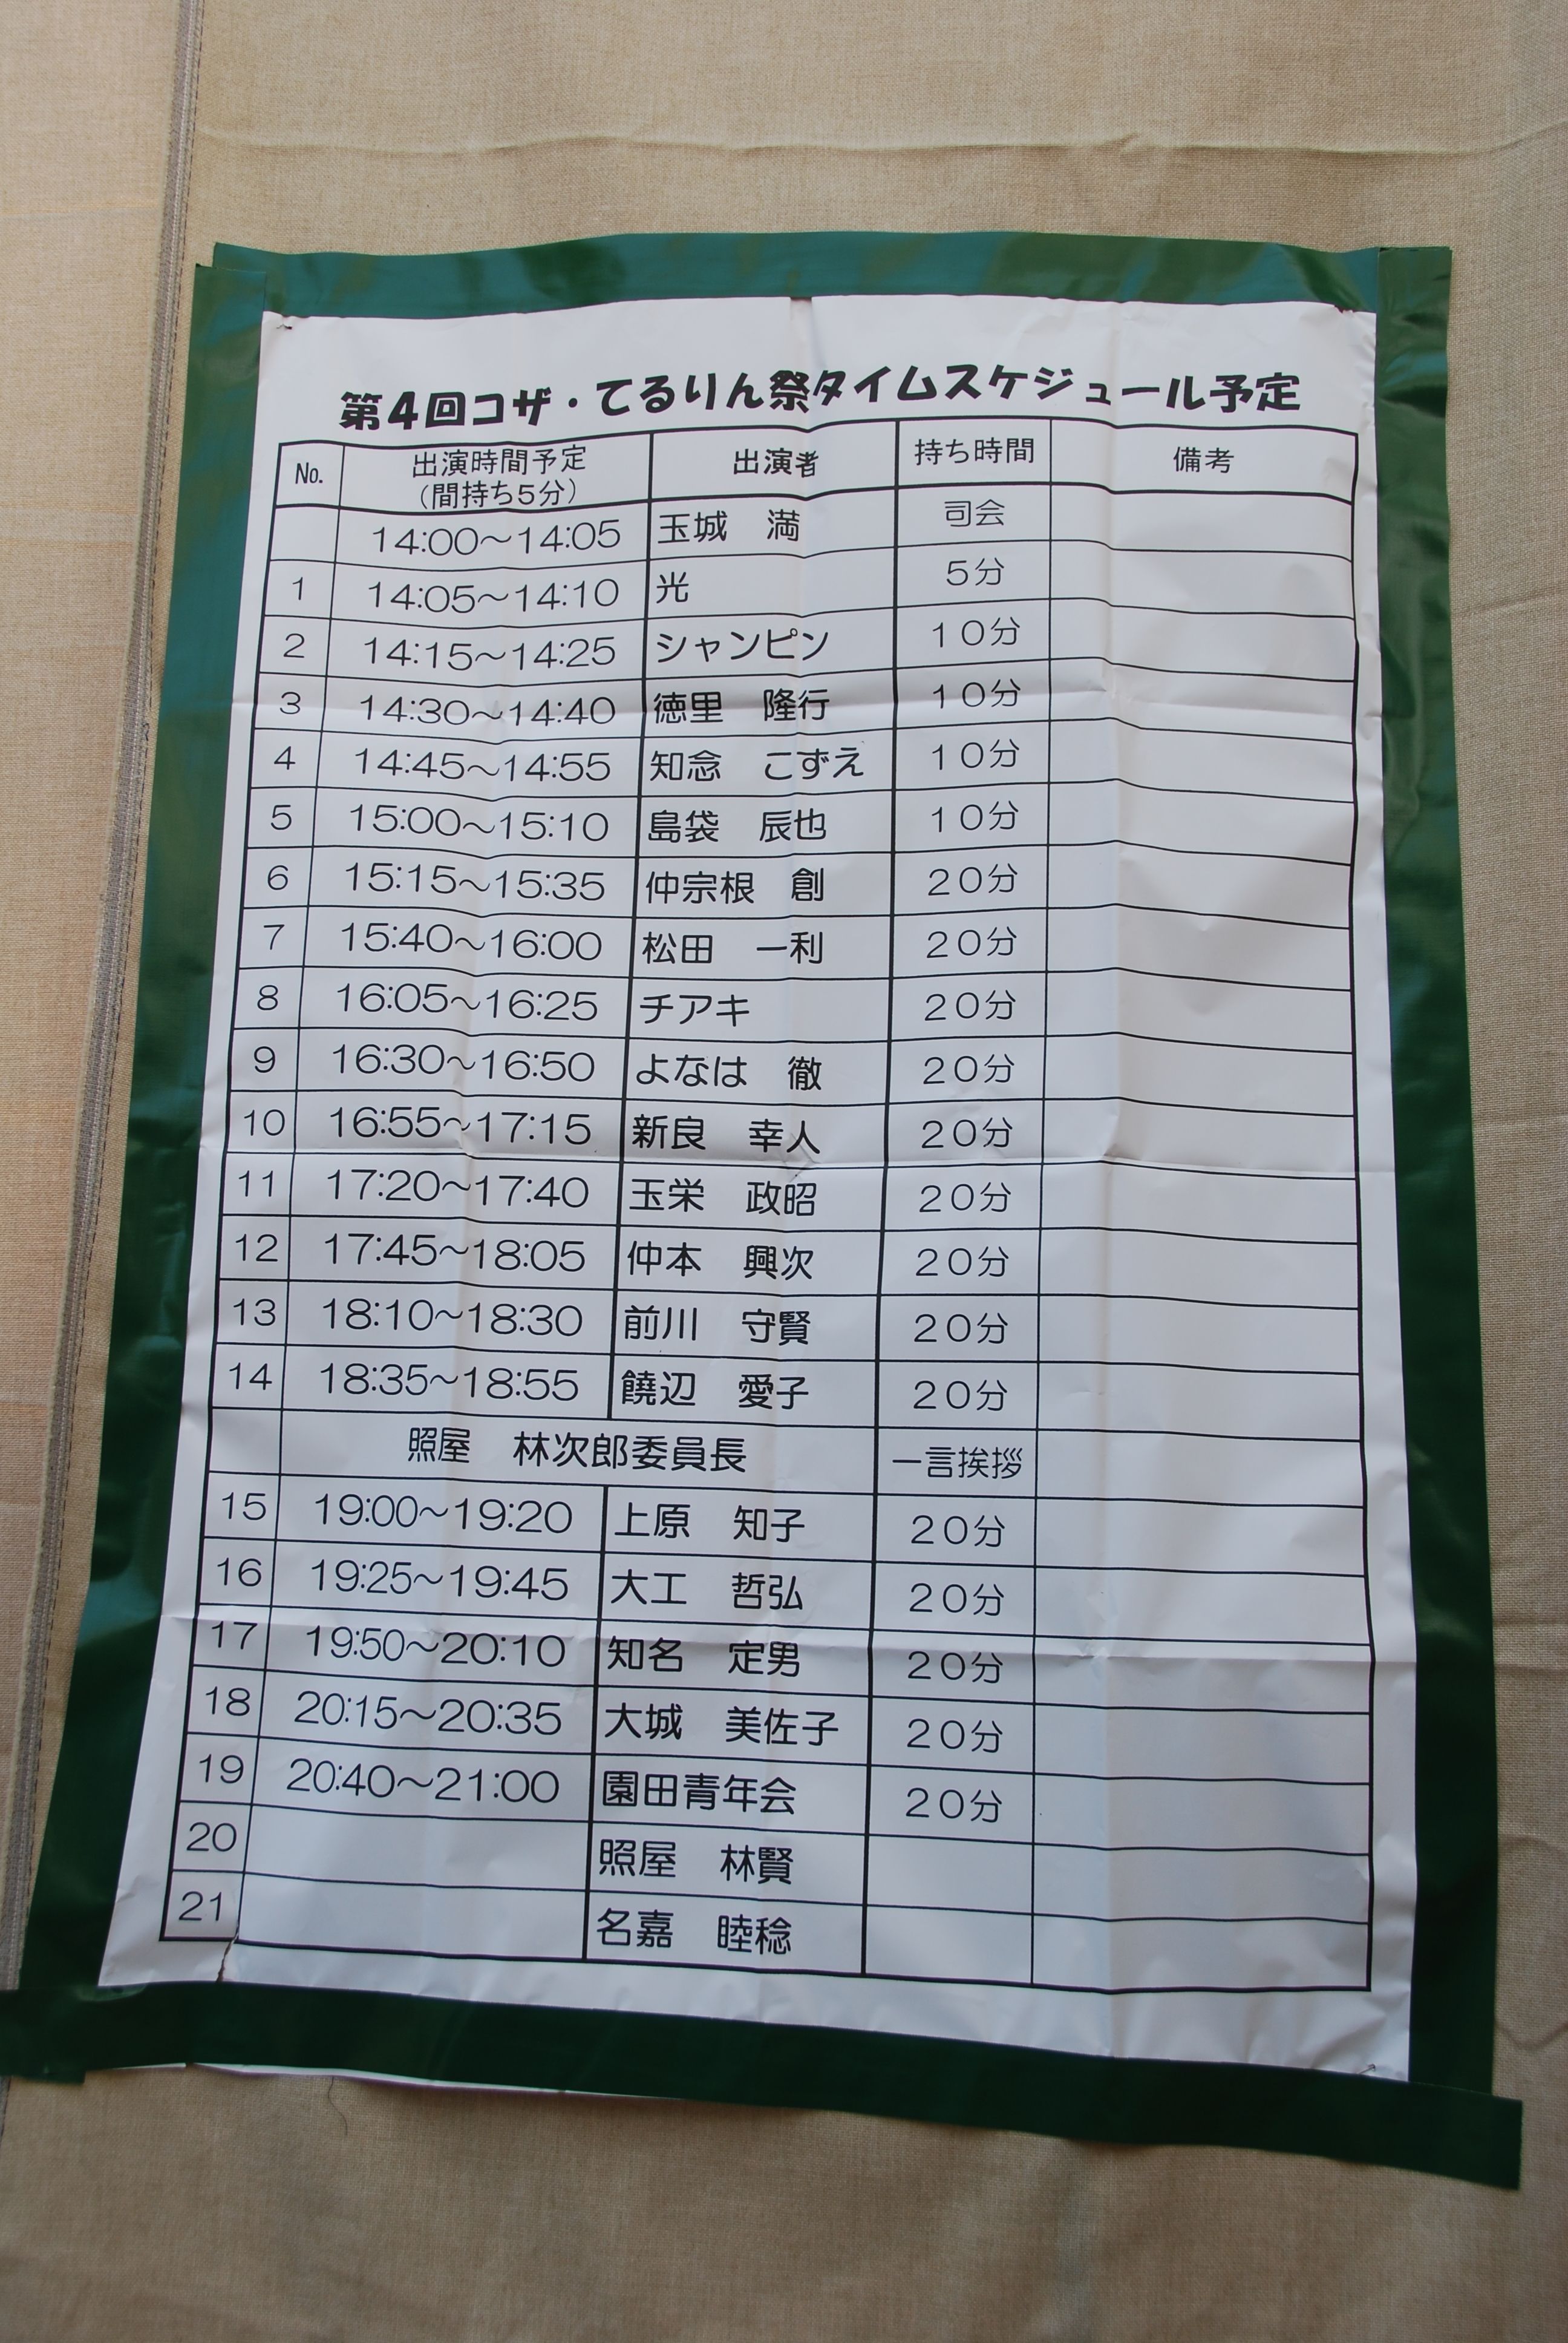 第4回コザ・てるりん祭タイムスケジュール予定
No. 出演時間予定 (間持ち5分) 出演者 持ち時間 備考
14:00～14:05 玉城 満 司会
1 14:05～14:10 光 5分
2 14:15～14:25 シャンピン 10分
3 14:30～14:40 徳里 隆行 10分
4 14:45～14:55 知念 こずえ 10分
5 15:00～15:10 島袋 辰也 10分
6 15:15～15:35 仲宗根 創 20分
7 15:40～16:00 松田 一利 20分
8 16:05～16:25 チアキ 20分
9 16:30～16:50 よなは 徹 20分
10 16:55～17:15 新良 幸人 20分
11 17:20～17:40 玉栄 政昭 20分
12 17:45～18:05 仲本 興次 20分
13 18:10～18:30 前川 守賢 20分
14 18:35～18:55 饒辺 愛子 20分
照屋 林次郎委員長 一言挨拶
15 19:00～19:20 上原 知子 20分
16 19:25～19:45 大工 哲弘 20分
17 19:50～20:10 知名 定男 20分
18 20:15～20:35 大城 美佐子 20分
19 20:40～21:00 園田青年会 20分
20 照屋 林賢
21 名嘉 睦稔